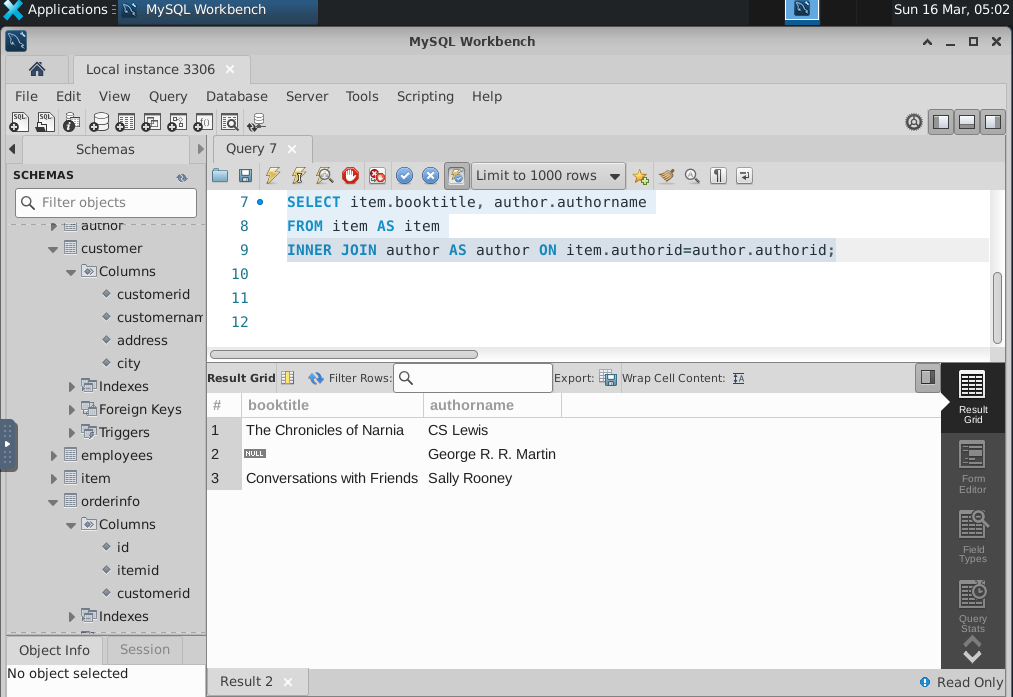 Applications MySQL Workbench Sun 16 Mar, 05:02
MySQL Workbench
Local instance 3306
File Edit View Query Database Server Tools Scripting Help
Schemas
Query 7
SCHEMAS
Limit to 1000 rows
Filter objects
author
customer
Columns
customerid
customernam
address
city
Indexes
Foreign Keys
Triggers
employees
item
orderinfo
Columns
id
itemid
customerid
Indexes
Object Info Session
No object selected
7 SELECT item.booktitle, author.authorname
8 FROM item AS item
9 INNER JOIN author AS author ON item.authorid=author.authorid;
10
11
12
Result Grid Filter Rows: Export: Wrap Cell Content:
# booktitle authorname
1 The Chronicles of Narnia CS Lewis
2 NULL George R. R. Martin
3 Conversations with Friends Sally Rooney
Result
Grid
Form
Editor
Field
Types
Query
Stats
Result 2
Read Only